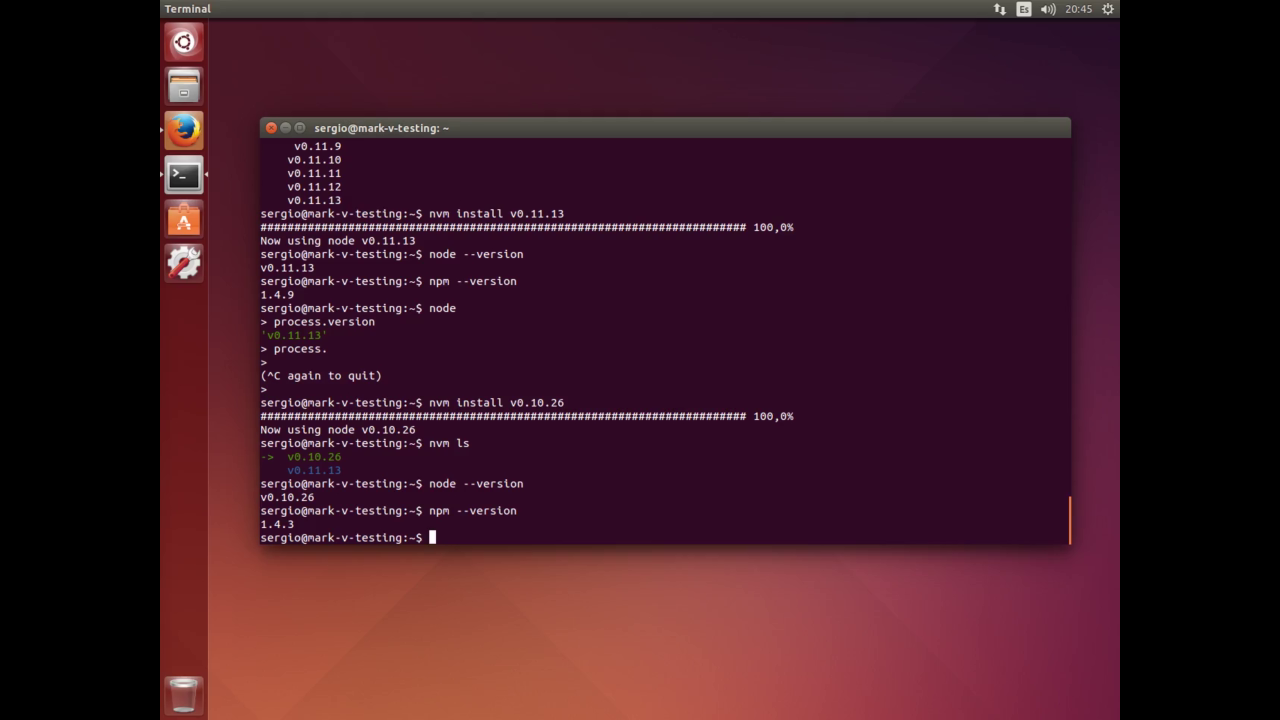 Terminal
Es
20:45
sergio@mark-v-testing: ~
v0.11.9
v0.11.10
v0.11.11
v0.11.12
v0.11.13
sergio@mark-v-testing:~$ nvm install v0.11.13
######################################################################## 100,0%
Now using node v0.11.13
sergio@mark-v-testing:~$ node --version
v0.11.13
sergio@mark-v-testing:~$ npm --version
1.4.9
sergio@mark-v-testing:~$ node
> process.version
'v0.11.13'
> process.
>
(^C again to quit)
>
sergio@mark-v-testing:~$ nvm install v0.10.26
######################################################################## 100,0%
Now using node v0.10.26
sergio@mark-v-testing:~$ nvm ls
-> v0.10.26
v0.11.13
sergio@mark-v-testing:~$ node --version
v0.10.26
sergio@mark-v-testing:~$ npm --version
1.4.3
sergio@mark-v-testing:~$